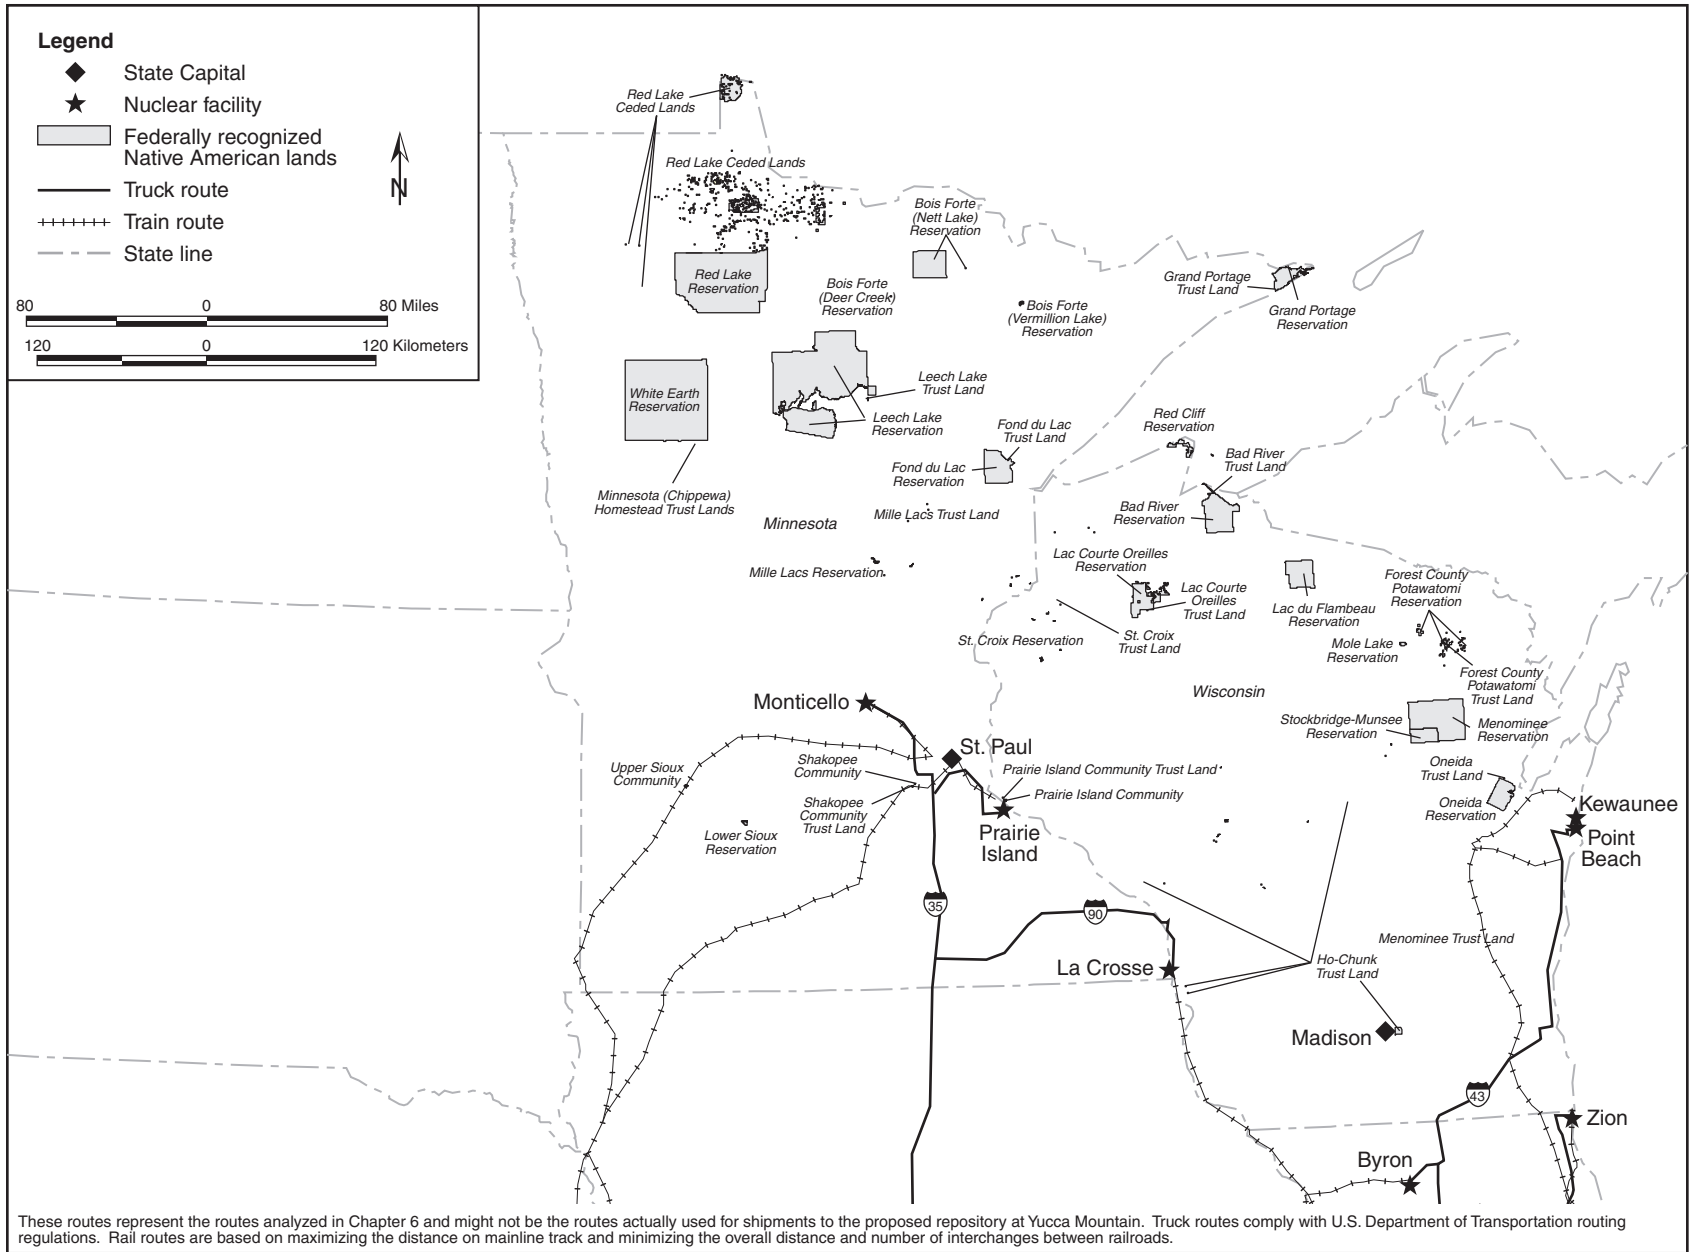 Legend
State Capital
Nuclear facility
Federally recognized
Native American lands
Truck route
Train route
State line
N
80 0 80 Miles
120 0 120 Kilometers
Red Lake
Ceded Lands
Red Lake Ceded Lands
Bois Forte
(Nett Lake)
Reservation
Red Lake
Reservation
Bois Forte
(Deer Creek)
Reservation
Grand Portage
Trust Land
Grand Portage
Reservation
Bois Forte
(Vermillion Lake)
Reservation
White Earth
Reservation
Leech Lake
Trust Land
Leech Lake
Reservation
Red Cliff
Reservation
Fond du Lac
Trust Land
Fond du Lac
Reservation
Bad River
Trust Land
Bad River
Reservation
Minnesota (Chippewa)
Homestead Trust Lands
Minnesota
Mille Lacs Trust Land
Mille Lacs Reservation
Lac Courte Oreilles
Reservation
Lac Courte
Oreilles
Trust Land
Lac du Flambeau
Reservation
Forest County
Potawatomi
Reservation
St. Croix Reservation
St. Croix
Trust Land
Mole Lake
Reservation
Forest County
Potawatomi
Trust Land
Wisconsin
Monticello
St. Paul
Stockbridge-Munsee
Reservation
Menominee
Reservation
Upper Sioux
Community
Shakopee
Community
Prairie Island Community Trust Land
Prairie Island Community
Oneida
Trust Land
Oneida
Reservation
Shakopee
Community
Trust Land
Lower Sioux
Reservation
Prairie
Island
Kewaunee
Point
Beach
35
90
Menominee Trust Land
La Crosse
Ho-Chunk
Trust Land
Madison
43
Zion
Byron
These routes represent the routes analyzed in Chapter 6 and might not be the routes actually used for shipments to the proposed repository at Yucca Mountain. Truck routes comply with U.S. Department of Transportation routing
regulations. Rail routes are based on maximizing the distance on mainline track and minimizing the overall distance and number of interchanges between railroads.